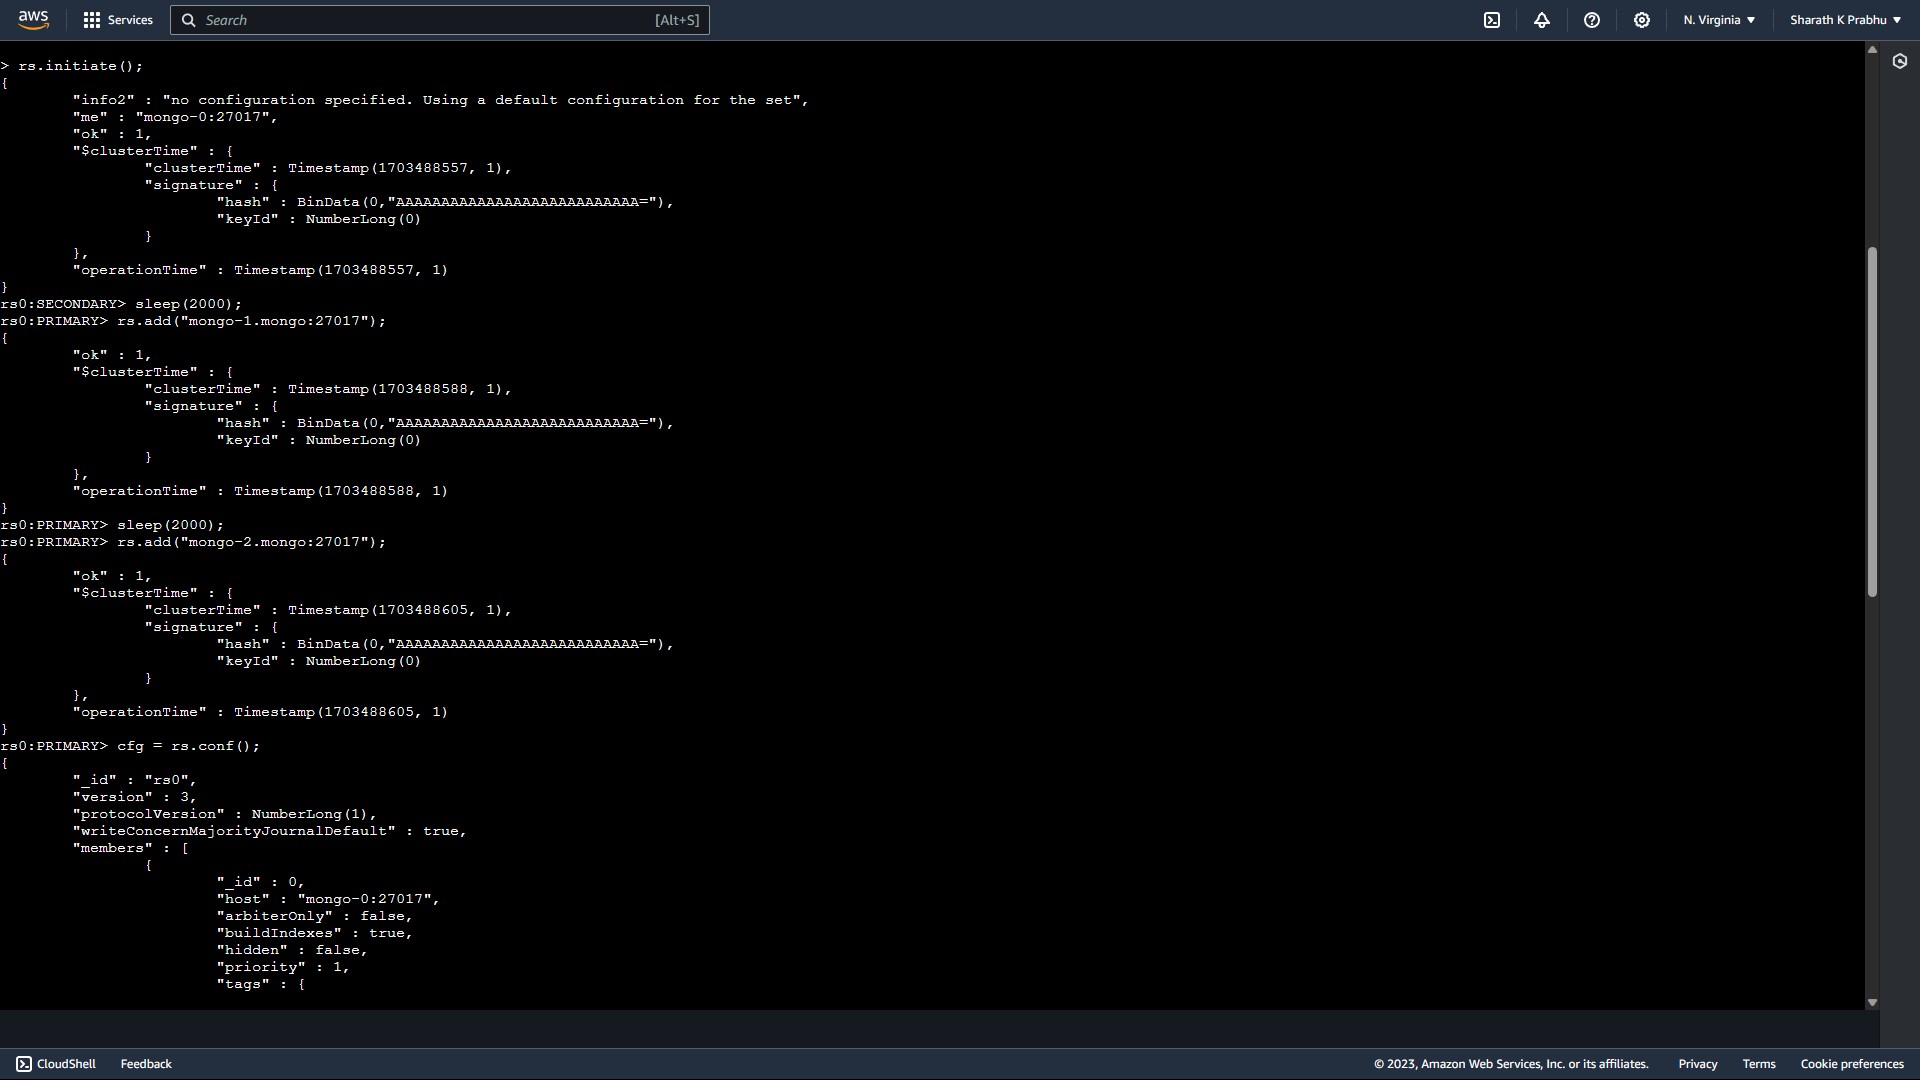 aws
Services
Search
[Alt+S]
N. Virginia ▼
Sharath K Prabhu ▼
> rs.initiate();
{
"info2" : "no configuration specified. Using a default configuration for the set",
"me" : "mongo-0:27017",
"ok" : 1,
"$clusterTime" : {
"clusterTime" : Timestamp(1703488557, 1),
"signature" : {
"hash" : BinData(0,"AAAAAAAAAAAAAAAAAAAAAAAAAAA="),
"keyId" : NumberLong(0)
}
},
"operationTime" : Timestamp(1703488557, 1)
}
rs0:SECONDARY> sleep(2000);
rs0:PRIMARY> rs.add("mongo-1.mongo:27017");
{
"ok" : 1,
"$clusterTime" : {
"clusterTime" : Timestamp(1703488588, 1),
"signature" : {
"hash" : BinData(0,"AAAAAAAAAAAAAAAAAAAAAAAAAAA="),
"keyId" : NumberLong(0)
}
},
"operationTime" : Timestamp(1703488588, 1)
}
rs0:PRIMARY> sleep(2000);
rs0:PRIMARY> rs.add("mongo-2.mongo:27017");
{
"ok" : 1,
"$clusterTime" : {
"clusterTime" : Timestamp(1703488605, 1),
"signature" : {
"hash" : BinData(0,"AAAAAAAAAAAAAAAAAAAAAAAAAAA="),
"keyId" : NumberLong(0)
}
},
"operationTime" : Timestamp(1703488605, 1)
}
rs0:PRIMARY> cfg = rs.conf();
{
"_id" : "rs0",
"version" : 3,
"protocolVersion" : NumberLong(1),
"writeConcernMajorityJournalDefault" : true,
"members" : [
{
"_id" : 0,
"host" : "mongo-0:27017",
"arbiterOnly" : false,
"buildIndexes" : true,
"hidden" : false,
"priority" : 1,
"tags" : {
CloudShell
Feedback
© 2023, Amazon Web Services, Inc. or its affiliates.
Privacy
Terms
Cookie preferences